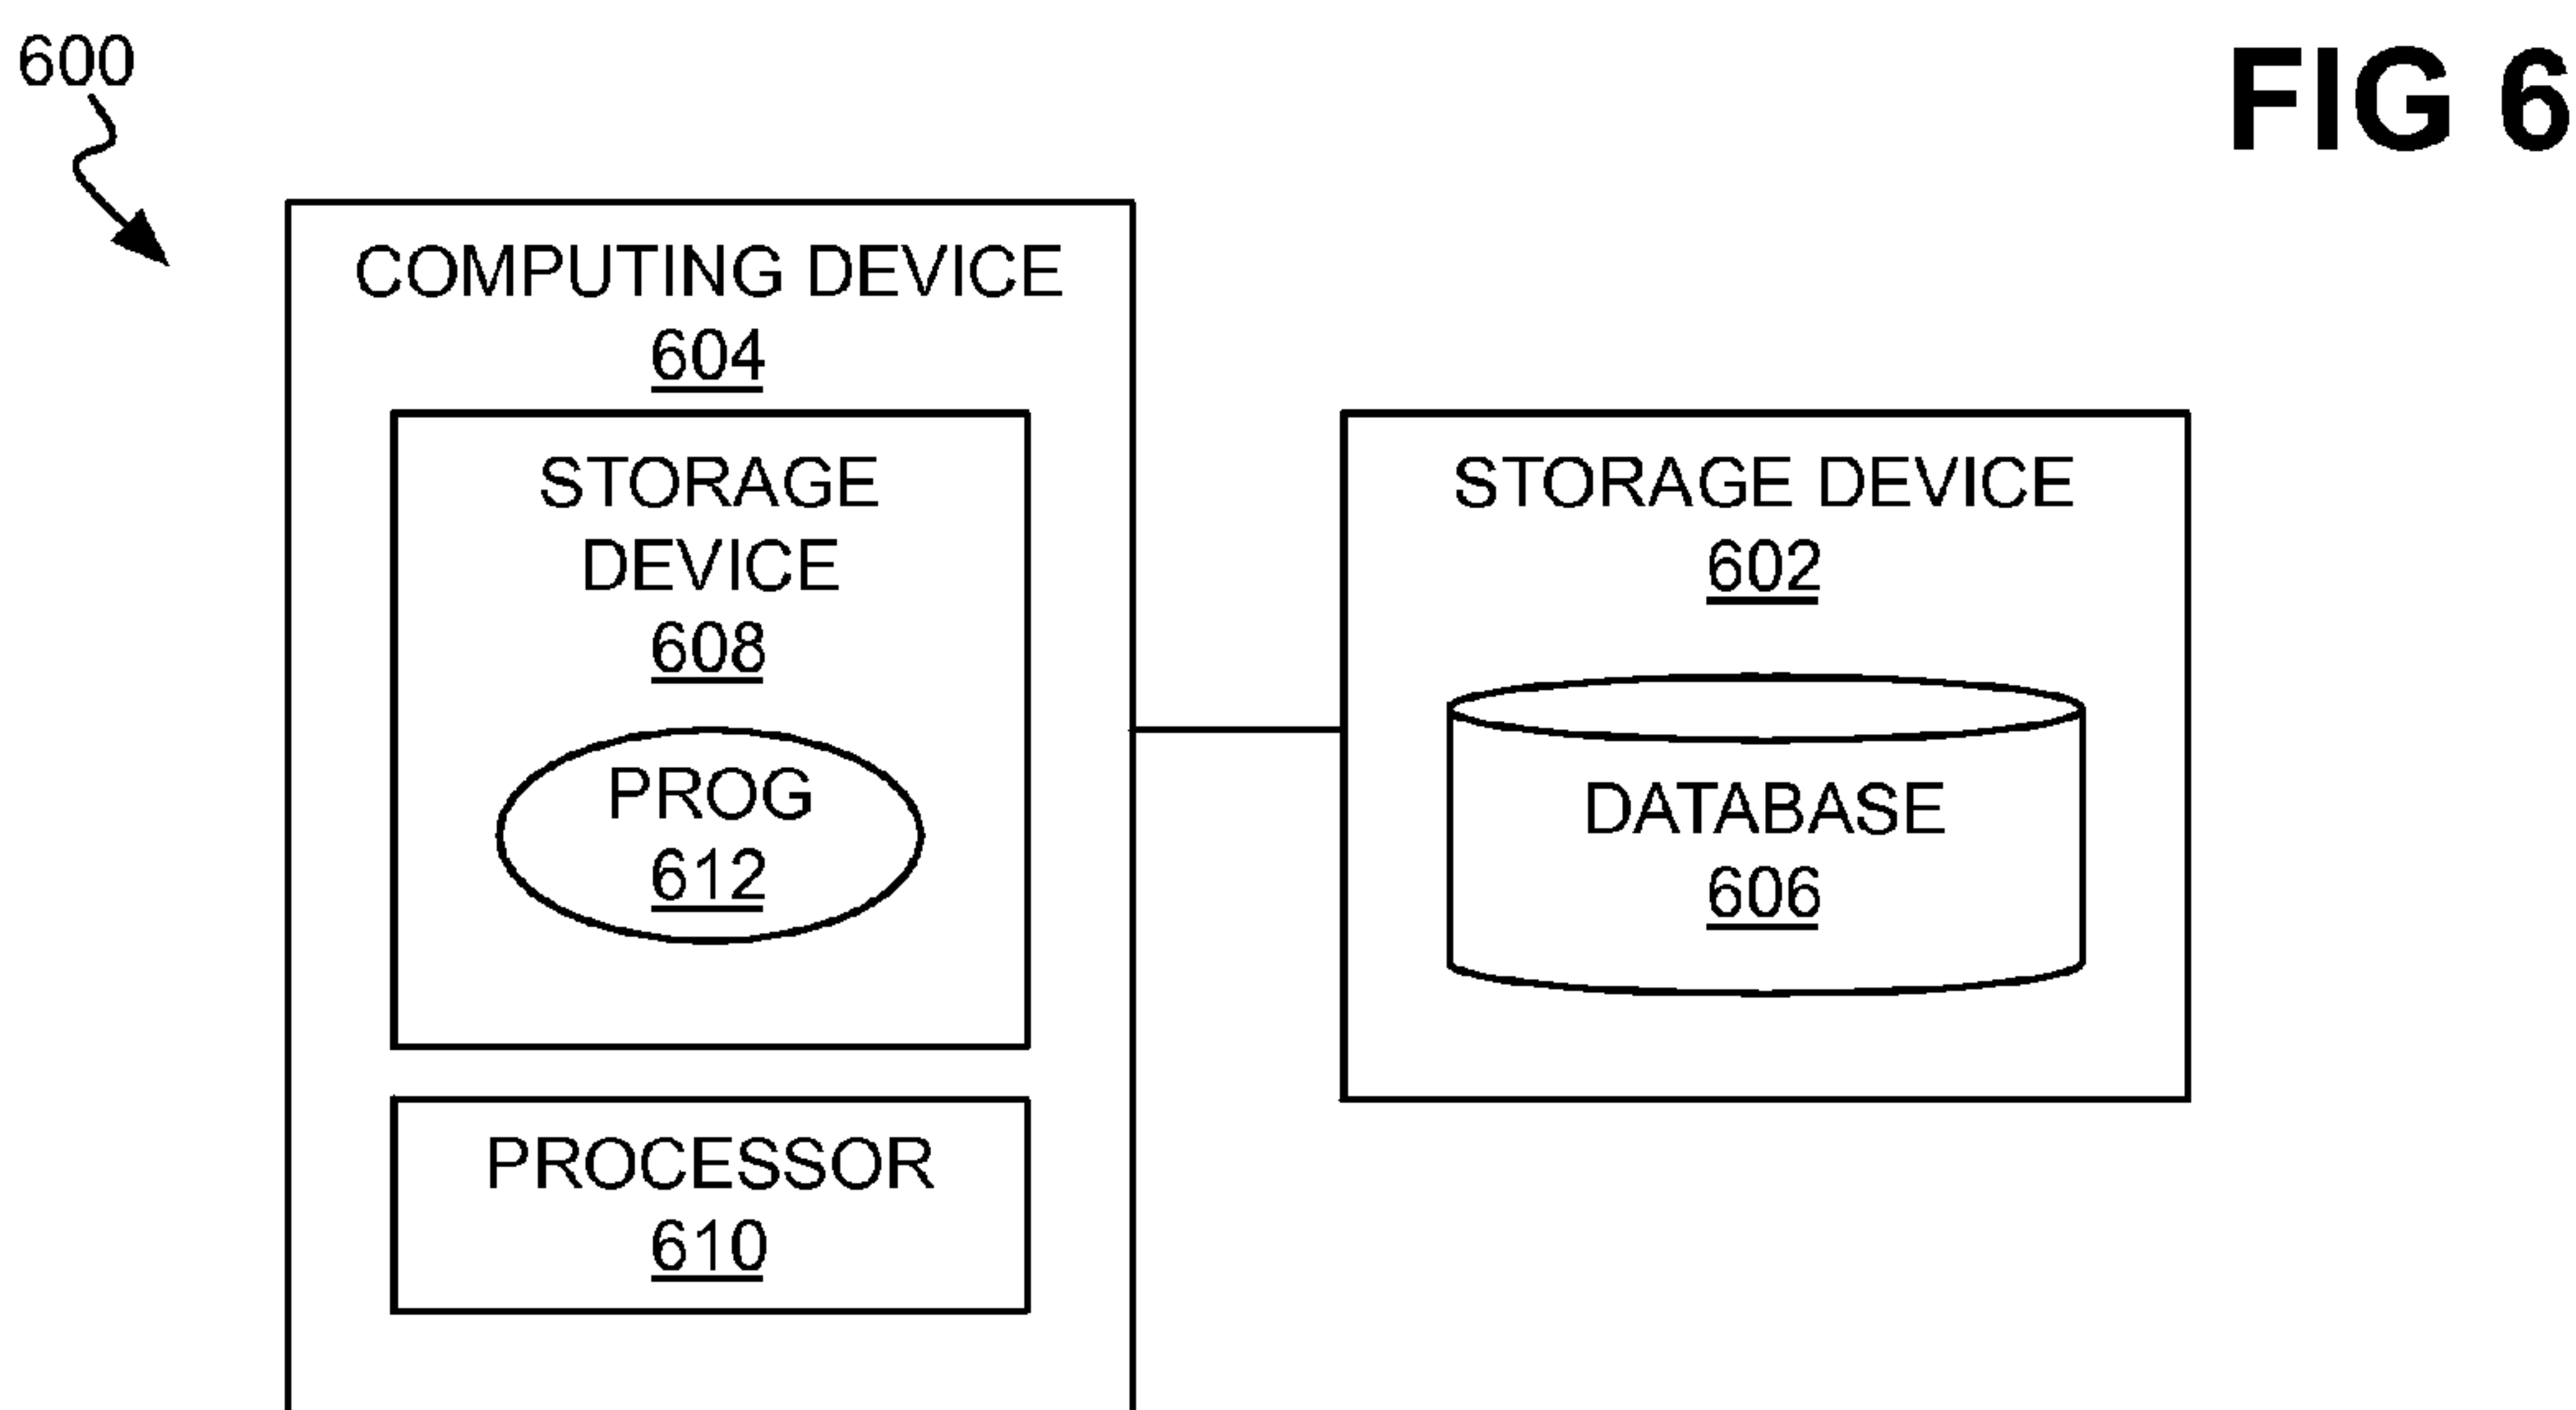 600
FIG 6
COMPUTING DEVICE
604
STORAGE
DEVICE
608
PROG
612
PROCESSOR
610
STORAGE DEVICE
602
DATABASE
606